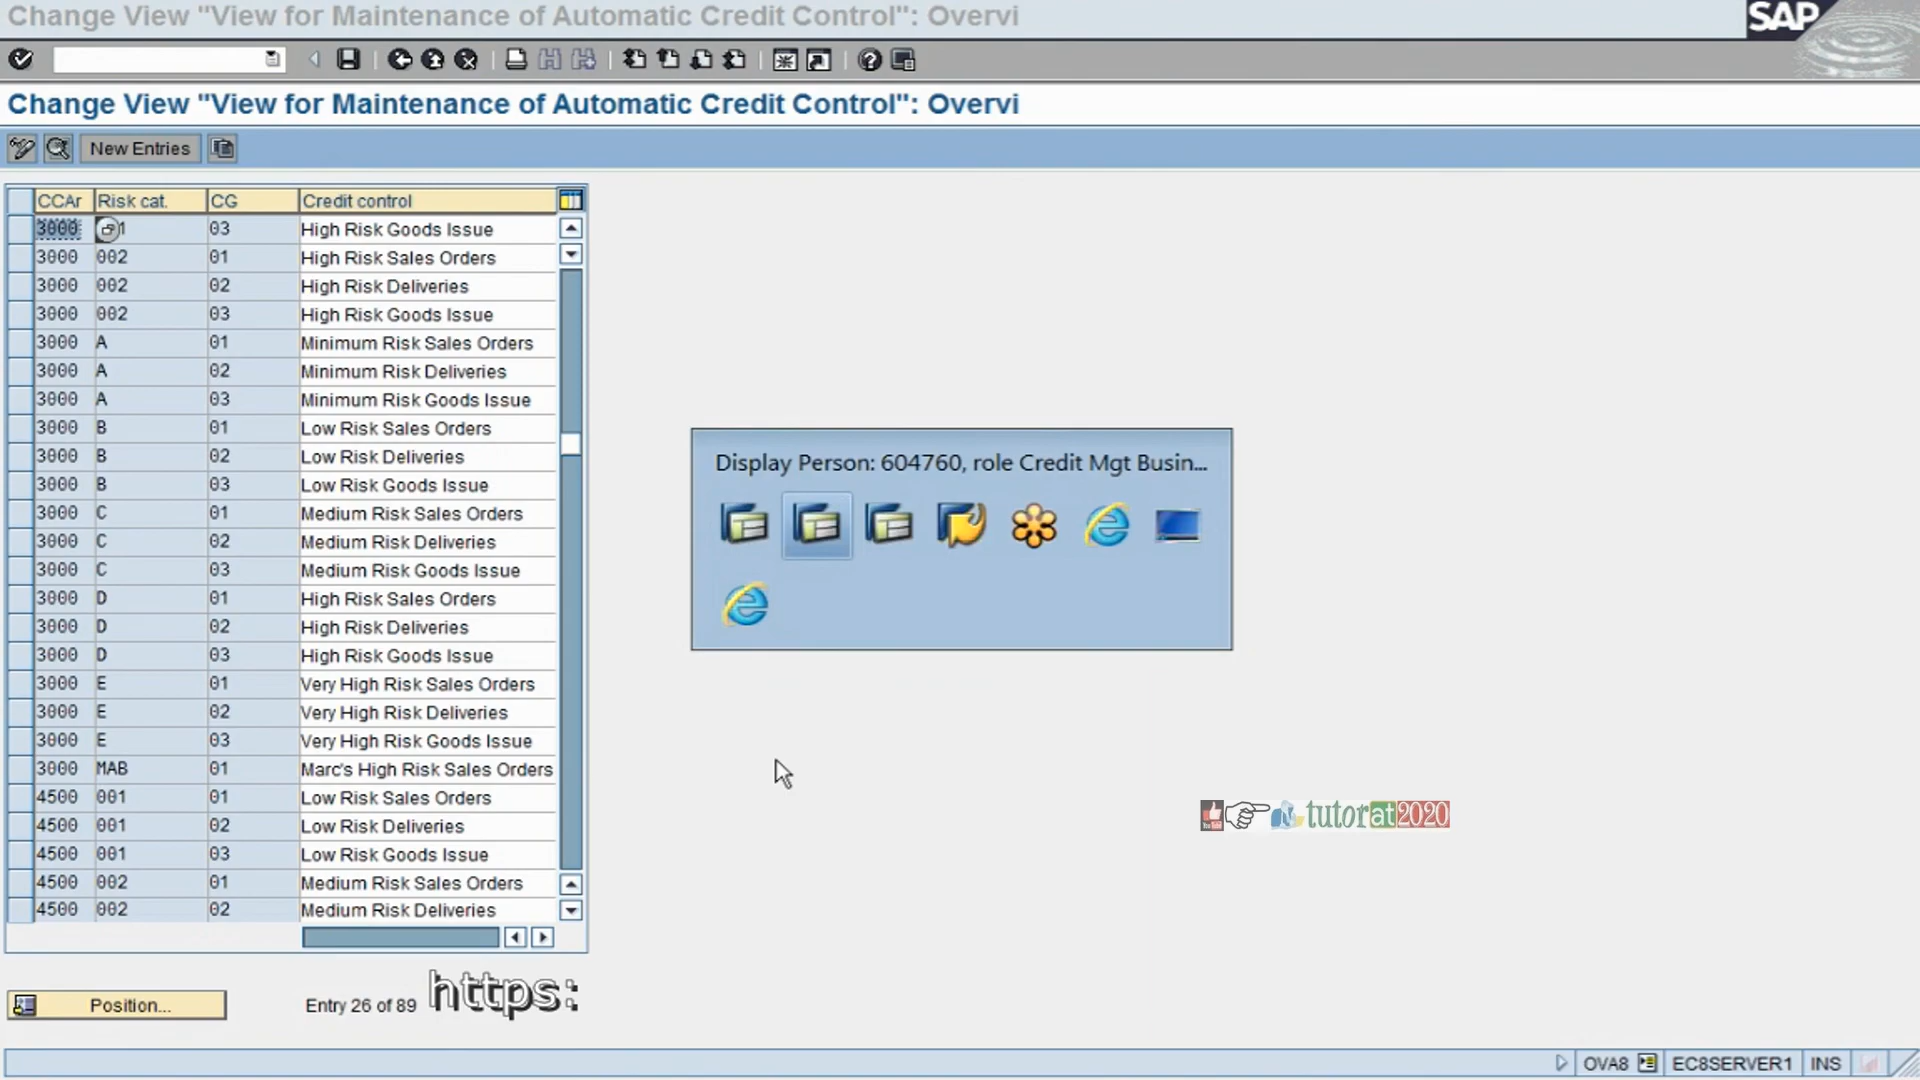 Change View "View for Maintenance of Automatic Credit Control": Overvi
SAP
Change View "View for Maintenance of Automatic Credit Control": Overvi
New Entries
CCAr Risk cat. CG Credit control
3000 1 03 High Risk Goods Issue
3000 002 01 High Risk Sales Orders
3000 002 02 High Risk Deliveries
3000 002 03 High Risk Goods Issue
3000 A 01 Minimum Risk Sales Orders
3000 A 02 Minimum Risk Deliveries
3000 A 03 Minimum Risk Goods Issue
3000 B 01 Low Risk Sales Orders
3000 B 02 Low Risk Deliveries
3000 B 03 Low Risk Goods Issue
3000 C 01 Medium Risk Sales Orders
3000 C 02 Medium Risk Deliveries
3000 C 03 Medium Risk Goods Issue
3000 D 01 High Risk Sales Orders
3000 D 02 High Risk Deliveries
3000 D 03 High Risk Goods Issue
3000 E 01 Very High Risk Sales Orders
3000 E 02 Very High Risk Deliveries
3000 E 03 Very High Risk Goods Issue
3000 MAB 01 Marc's High Risk Sales Orders
4500 001 01 Low Risk Sales Orders
4500 001 02 Low Risk Deliveries
4500 001 03 Low Risk Goods Issue
4500 002 01 Medium Risk Sales Orders
4500 002 02 Medium Risk Deliveries
Display Person: 604760, role Credit Mgt Busin...
tutorat2020
Position... Entry 26 of 89 https:
OVA8 EC8SERVER1 INS